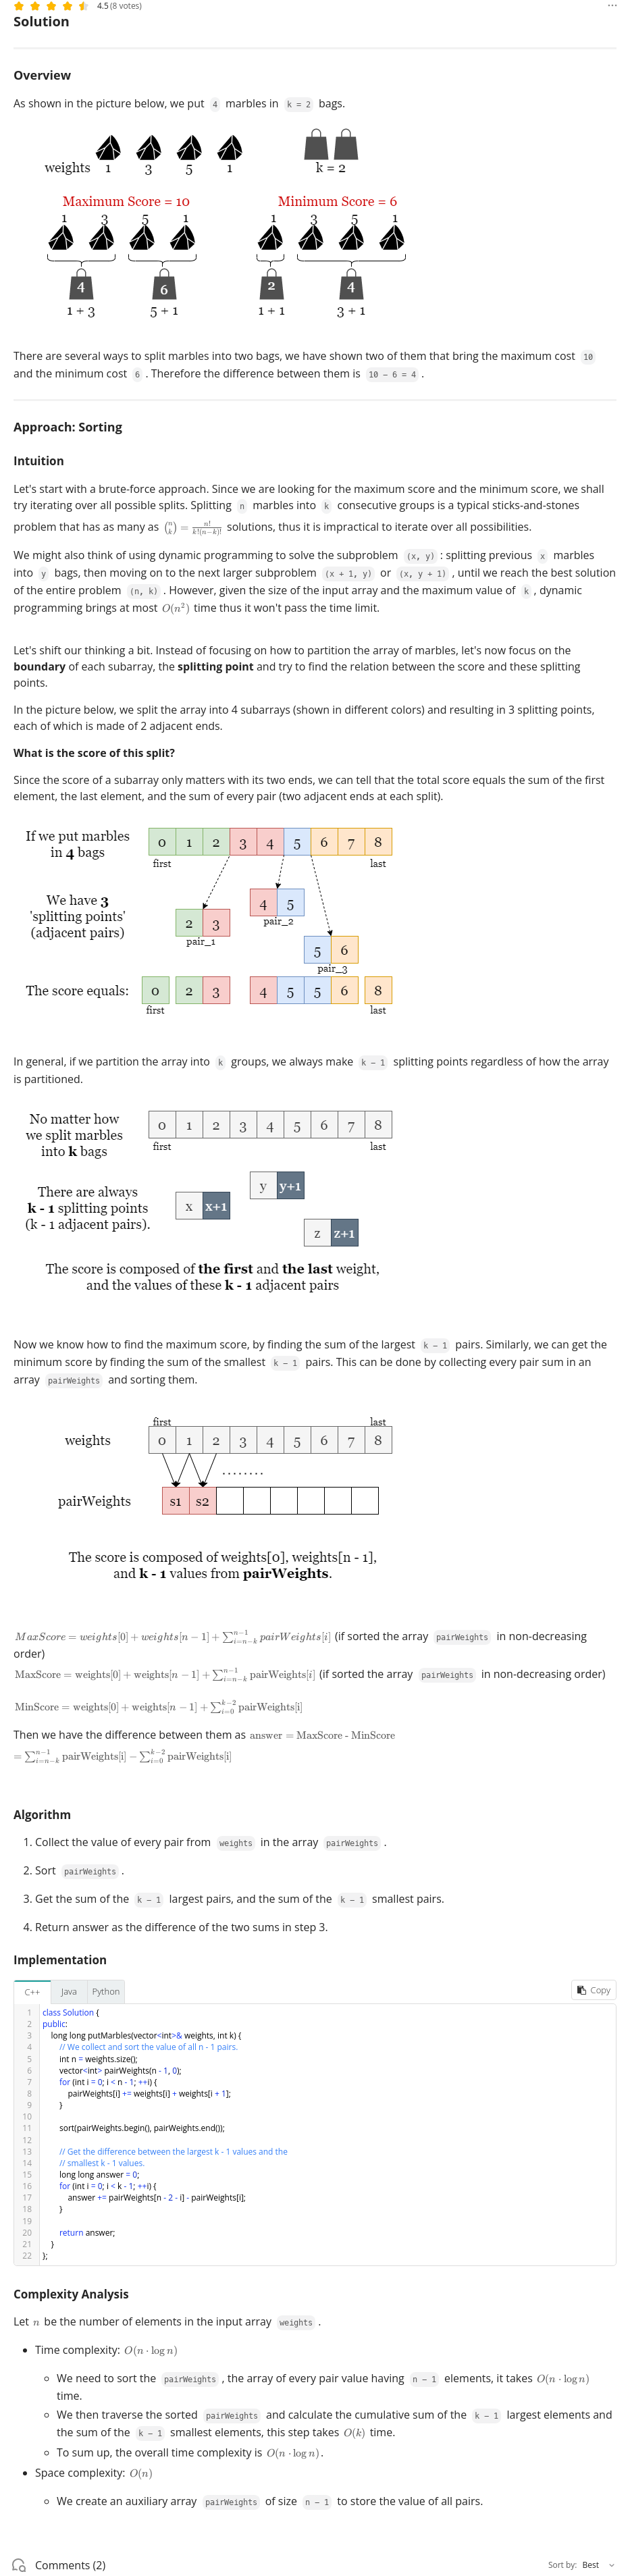 4.5 (8 votes)
Solution
Overview
As shown in the picture below, we put 4 marbles in k = 2 bags.
weights 1 3 5 1 k = 2
Maximum Score = 10 Minimum Score = 6
1 3 5 1 1 3 5 1
4 6 2 4
1 + 3 5 + 1 1 + 1 3 + 1
There are several ways to split marbles into two bags, we have shown two of them that bring the maximum cost 10
and the minimum cost 6 . Therefore the difference between them is 10 − 6 = 4 .
Approach: Sorting
Intuition
Let's start with a brute-force approach. Since we are looking for the maximum score and the minimum score, we shall
try iterating over all possible splits. Splitting n marbles into k consecutive groups is a typical sticks-and-stones
problem that has as many as (n k) = n!/k!(n−k)! solutions, thus it is impractical to iterate over all possibilities.
We might also think of using dynamic programming to solve the subproblem (x, y) : splitting previous x marbles
into y bags, then moving on to the next larger subproblem (x + 1, y) or (x, y + 1) , until we reach the best solution
of the entire problem (n, k) . However, given the size of the input array and the maximum value of k , dynamic
programming brings at most O(n²) time thus it won't pass the time limit.
Let's shift our thinking a bit. Instead of focusing on how to partition the array of marbles, let's now focus on the
boundary of each subarray, the splitting point and try to find the relation between the score and these splitting
points.
In the picture below, we split the array into 4 subarrays (shown in different colors) and resulting in 3 splitting points,
each of which is made of 2 adjacent ends.
What is the score of this split?
Since the score of a subarray only matters with its two ends, we can tell that the total score equals the sum of the first
element, the last element, and the sum of every pair (two adjacent ends at each split).
If we put marbles
in 4 bags
0 1 2 3 4 5 6 7 8
first last
We have 3
'splitting points'
(adjacent pairs)
4 5
pair_2
2 3
pair_1
5 6
pair_3
The score equals: 0 2 3 4 5 5 6 8
first last
In general, if we partition the array into k groups, we always make k − 1 splitting points regardless of how the array
is partitioned.
No matter how
we split marbles
into k bags
0 1 2 3 4 5 6 7 8
first last
There are always
k - 1 splitting points
(k - 1 adjacent pairs).
y y+1
x x+1
z z+1
The score is composed of the first and the last weight,
and the values of these k - 1 adjacent pairs
Now we know how to find the maximum score, by finding the sum of the largest k − 1 pairs. Similarly, we can get the
minimum score by finding the sum of the smallest k − 1 pairs. This can be done by collecting every pair sum in an
array pairWeights and sorting them.
first last
weights 0 1 2 3 4 5 6 7 8
........
pairWeights s1 s2
The score is composed of weights[0], weights[n - 1],
and k - 1 values from pairWeights.
MaxScore = weights[0] + weights[n − 1] + ∑_{i=n−k}^{n−1} pairWeights[i] (if sorted the array pairWeights in non-decreasing
order)
MaxScore = weights[0] + weights[n − 1] + ∑_{i=n−k}^{n−1} pairWeights[i] (if sorted the array pairWeights in non-decreasing order)
MinScore = weights[0] + weights[n − 1] + ∑_{i=0}^{k−2} pairWeights[i]
Then we have the difference between them as answer = MaxScore - MinScore
= ∑_{i=n−k}^{n−1} pairWeights[i] − ∑_{i=0}^{k−2} pairWeights[i]
Algorithm
1. Collect the value of every pair from weights in the array pairWeights .
2. Sort pairWeights .
3. Get the sum of the k − 1 largest pairs, and the sum of the k − 1 smallest pairs.
4. Return answer as the difference of the two sums in step 3.
Implementation
C++ Java Python Copy
1 class Solution {
2 public:
3 long long putMarbles(vector<int>& weights, int k) {
4 // We collect and sort the value of all n - 1 pairs.
5 int n = weights.size();
6 vector<int> pairWeights(n - 1, 0);
7 for (int i = 0; i < n - 1; ++i) {
8 pairWeights[i] += weights[i] + weights[i + 1];
9 }
10
11 sort(pairWeights.begin(), pairWeights.end());
12
13 // Get the difference between the largest k - 1 values and the
14 // smallest k - 1 values.
15 long long answer = 0;
16 for (int i = 0; i < k - 1; ++i) {
17 answer += pairWeights[n - 2 - i] - pairWeights[i];
18 }
19
20 return answer;
21 }
22 };
Complexity Analysis
Let n be the number of elements in the input array weights .
• Time complexity: O(n · log n)
◦ We need to sort the pairWeights , the array of every pair value having n − 1 elements, it takes O(n · log n)
time.
◦ We then traverse the sorted pairWeights and calculate the cumulative sum of the k − 1 largest elements and
the sum of the k − 1 smallest elements, this step takes O(k) time.
◦ To sum up, the overall time complexity is O(n · log n).
• Space complexity: O(n)
◦ We create an auxiliary array pairWeights of size n − 1 to store the value of all pairs.
Comments (2) Sort by: Best